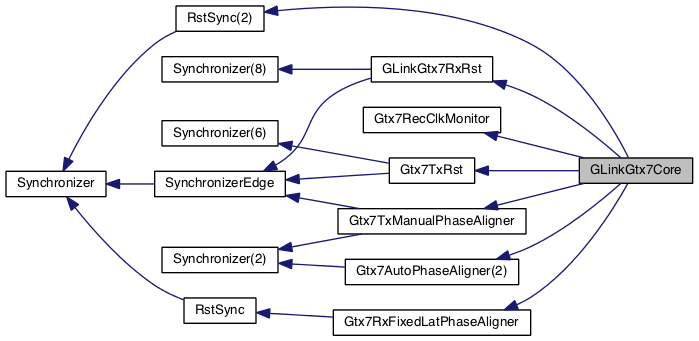 RstSync(2)
Synchronizer(8)
GLinkGtx7RxRst
Gtx7RecClkMonitor
Synchronizer(6)
Gtx7TxRst
GLinkGtx7Core
Synchronizer
SynchronizerEdge
Gtx7TxManualPhaseAligner
Synchronizer(2)
Gtx7AutoPhaseAligner(2)
RstSync
Gtx7RxFixedLatPhaseAligner